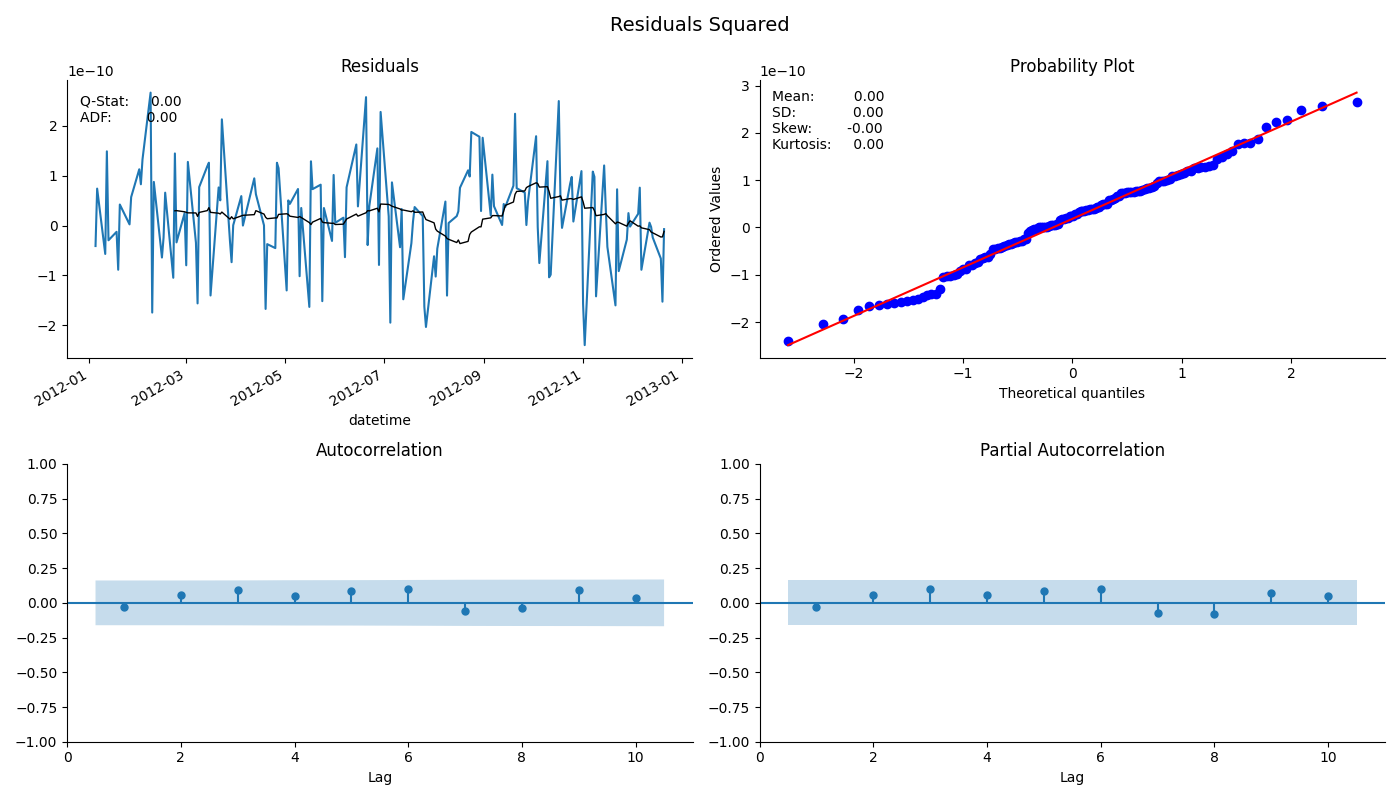 Residuals Squared
Residuals
1e−10
Q-Stat: 0.00
ADF: 0.00
2
1
0
−1
−2
2012-01
2012-03
2012-05
2012-07
2012-09
2012-11
2013-01
datetime
Probability Plot
1e−10
Mean: 0.00
SD: 0.00
Skew: -0.00
Kurtosis: 0.00
Ordered Values
3
2
1
0
−1
−2
−2
−1
0
1
2
Theoretical quantiles
Autocorrelation
1.00
0.75
0.50
0.25
0.00
−0.25
−0.50
−0.75
−1.00
0
2
4
6
8
10
Lag
Partial Autocorrelation
1.00
0.75
0.50
0.25
0.00
−0.25
−0.50
−0.75
−1.00
0
2
4
6
8
10
Lag